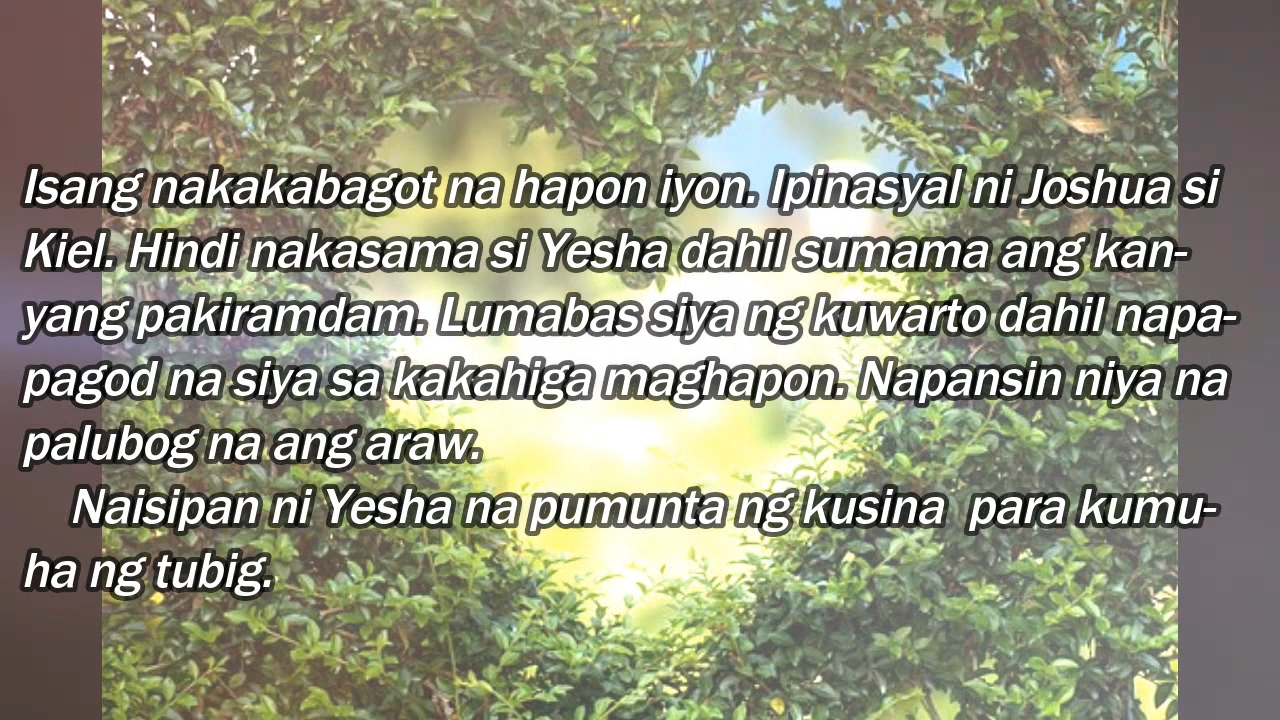 Isang nakakabagot na hapon iyon. Ipinasyal ni Joshua si
Kiel. Hindi nakasama si Yesha dahil sumama ang kan-
yang pakiramdam. Lumabas siya ng kuwarto dahil napa-
pagod na siya sa kakahiga maghapon. Napansin niya na
palubog na ang araw.
Naisipan ni Yesha na pumunta ng kusina  para kumu-
ha ng tubig.